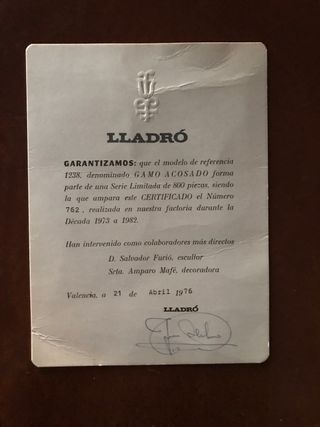 LLADRÓ
GARANTIZAMOS: que el modelo de referencia
1238, denominado GAMO ACOSADO forma
parte de una Serie Limitada de 800 piezas, siendo
la que ampara este CERTIFICADO el Número
762, realizada en nuestra factoria durante la
Década 1973 a 1982.
Han intervenido como colaboradores más directos
D. Salvador Furió, escultor
Srta. Amparo Mafé, decoradora
Valencia, a 21 de Abril 1976
LLADRÓ